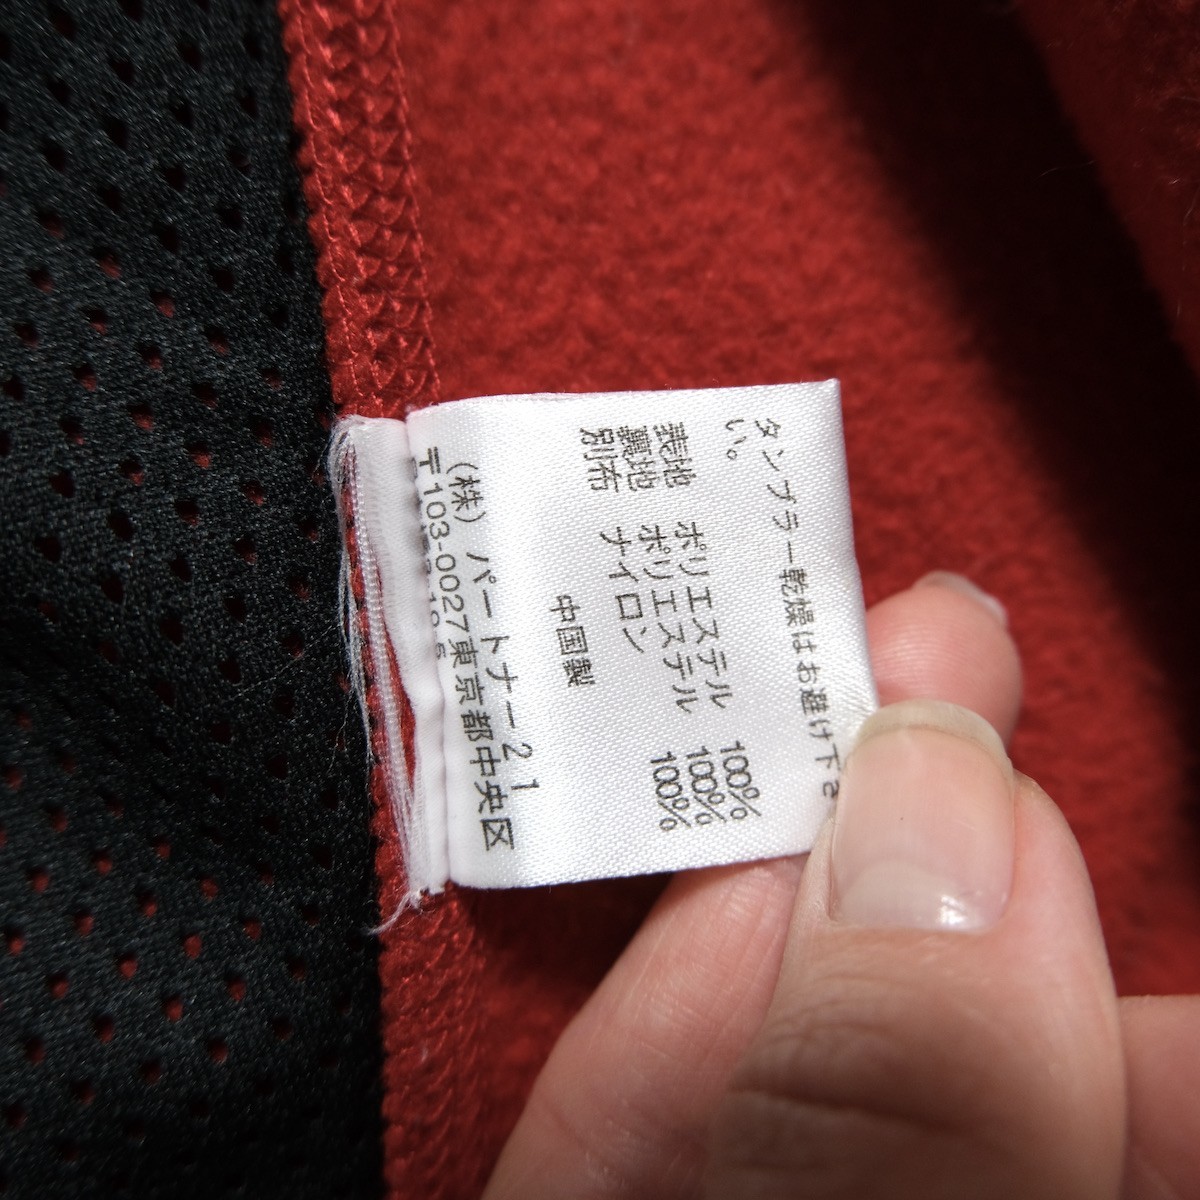 タンブラー乾燥はお避け下さ
い。
表地 ポリエステル 100%
裏地 ポリエステル 100%
別布 ナイロン 100%
中国製
(株) パートナー21
〒103-0027東京都中央区